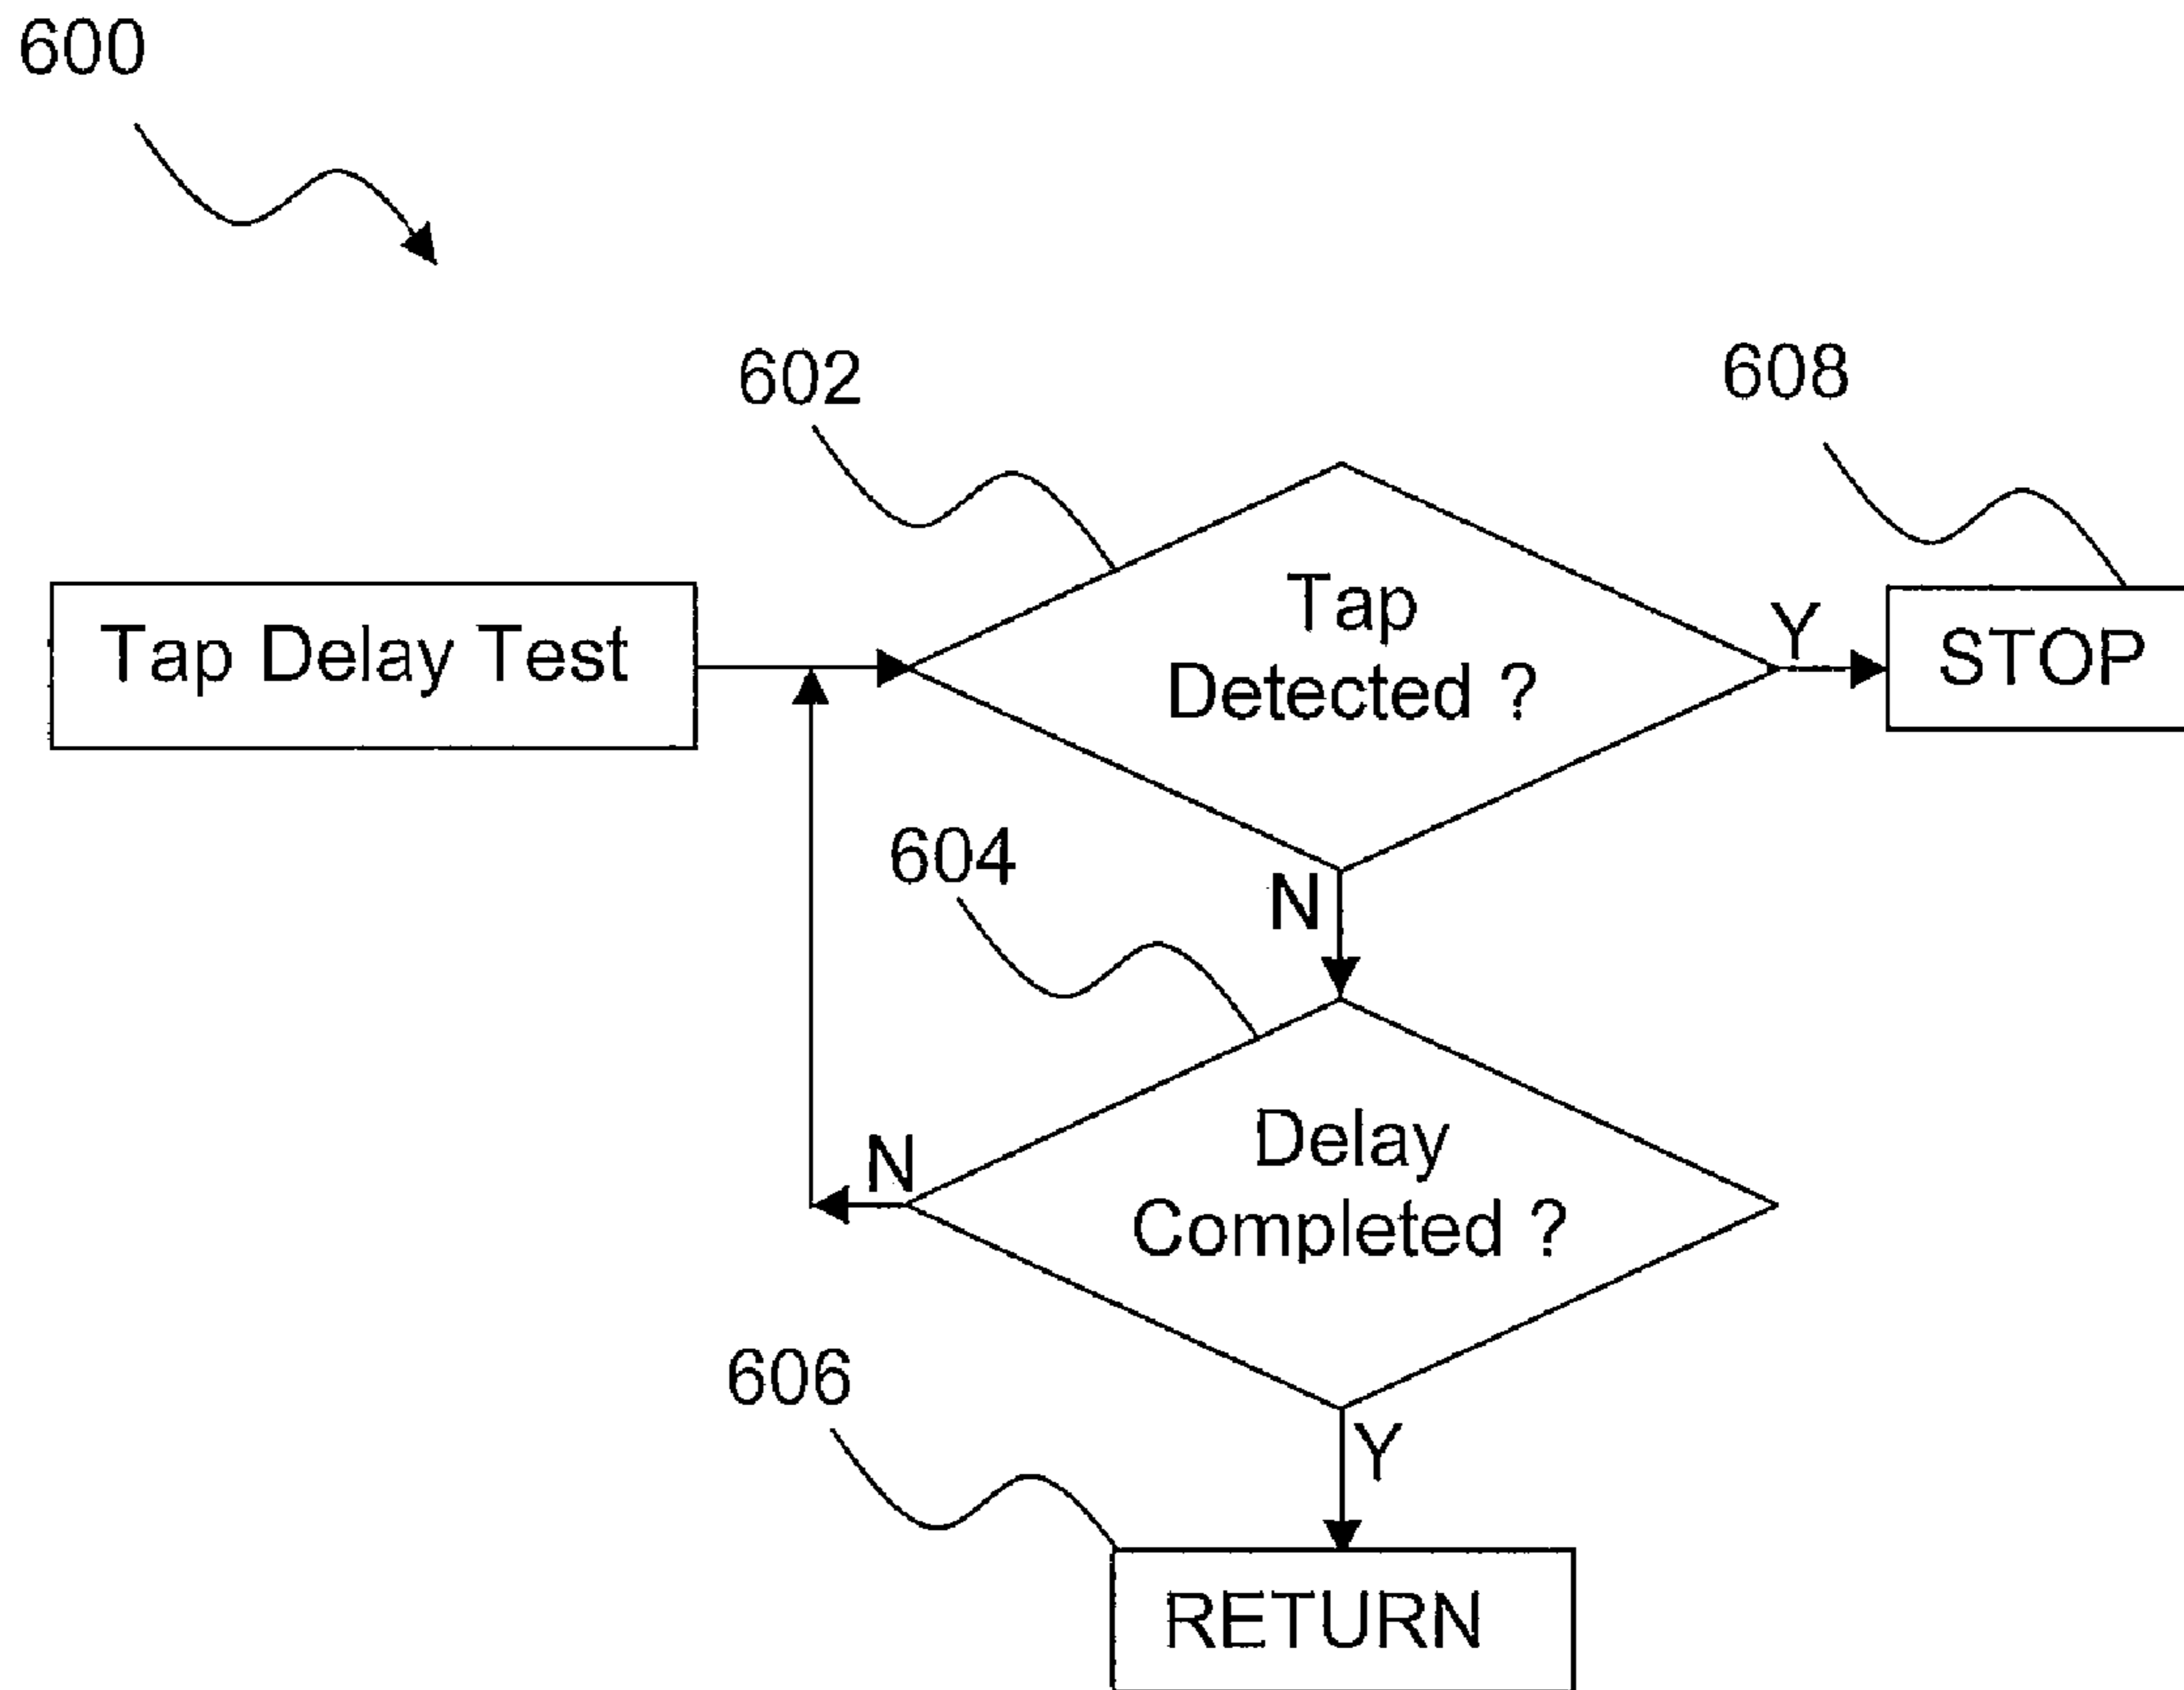 600
602
608
Tap Delay Test
Tap
Detected ?
Y
STOP
604
N
Delay
Completed ?
N
606
Y
RETURN